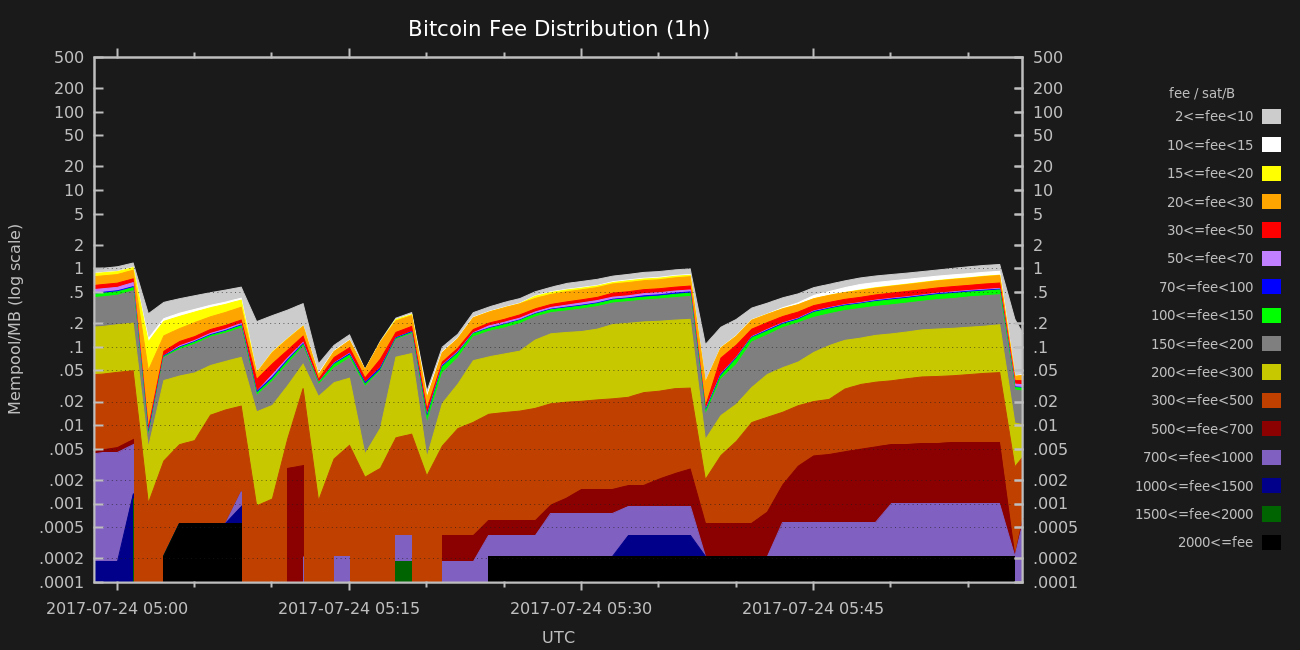 Bitcoin Fee Distribution (1h)
Mempool/MB (log scale)
500
200
100
50
20
10
5
2
1
.5
.2
.1
.05
.02
.01
.005
.002
.001
.0005
.0002
.0001
500
200
100
50
20
10
5
2
1
.5
.2
.1
.05
.02
.01
.005
.002
.001
.0005
.0002
.0001
2017-07-24 05:00
2017-07-24 05:15
2017-07-24 05:30
2017-07-24 05:45
UTC
fee / sat/B
2<=fee<10
10<=fee<15
15<=fee<20
20<=fee<30
30<=fee<50
50<=fee<70
70<=fee<100
100<=fee<150
150<=fee<200
200<=fee<300
300<=fee<500
500<=fee<700
700<=fee<1000
1000<=fee<1500
1500<=fee<2000
2000<=fee